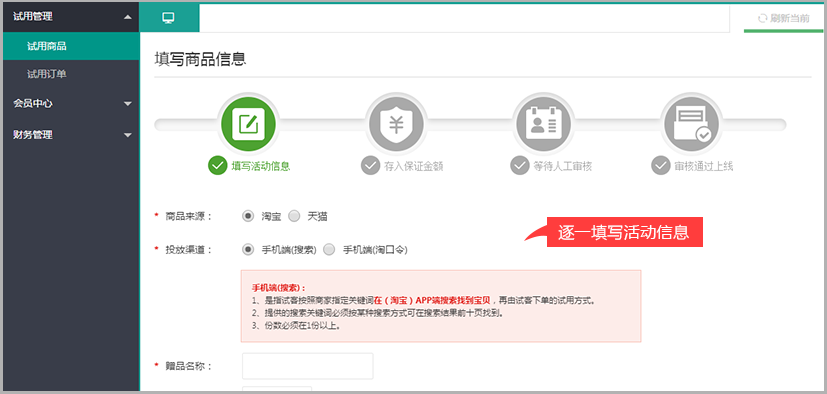 试用管理
刷新当前
试用商品
试用订单
会员中心
财务管理
填写商品信息
填写活动信息
存入保证金额
等待人工审核
审核通过上线
* 商品来源： 淘宝 天猫
逐一填写活动信息
* 投放渠道： 手机端(搜索) 手机端(淘口令)
手机端(搜索)：
1、是指试客按照商家指定关键词在（淘宝）APP端搜索找到宝贝，再由试客下单的试用方式。
2、提供的搜索关键词必须按某种搜索方式可在搜索结果前十页找到。
3、份数必须在1份以上。
* 赠品名称：